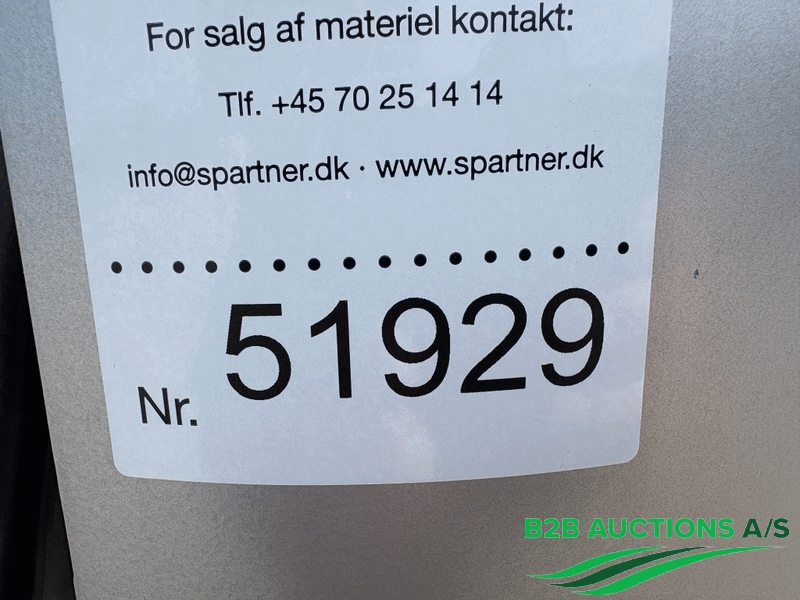 For salg af materiel kontakt:
Tlf. +45 70 25 14 14
info@spartner.dk · www.spartner.dk
Nr. 51929
B2B AUCTIONS A/S